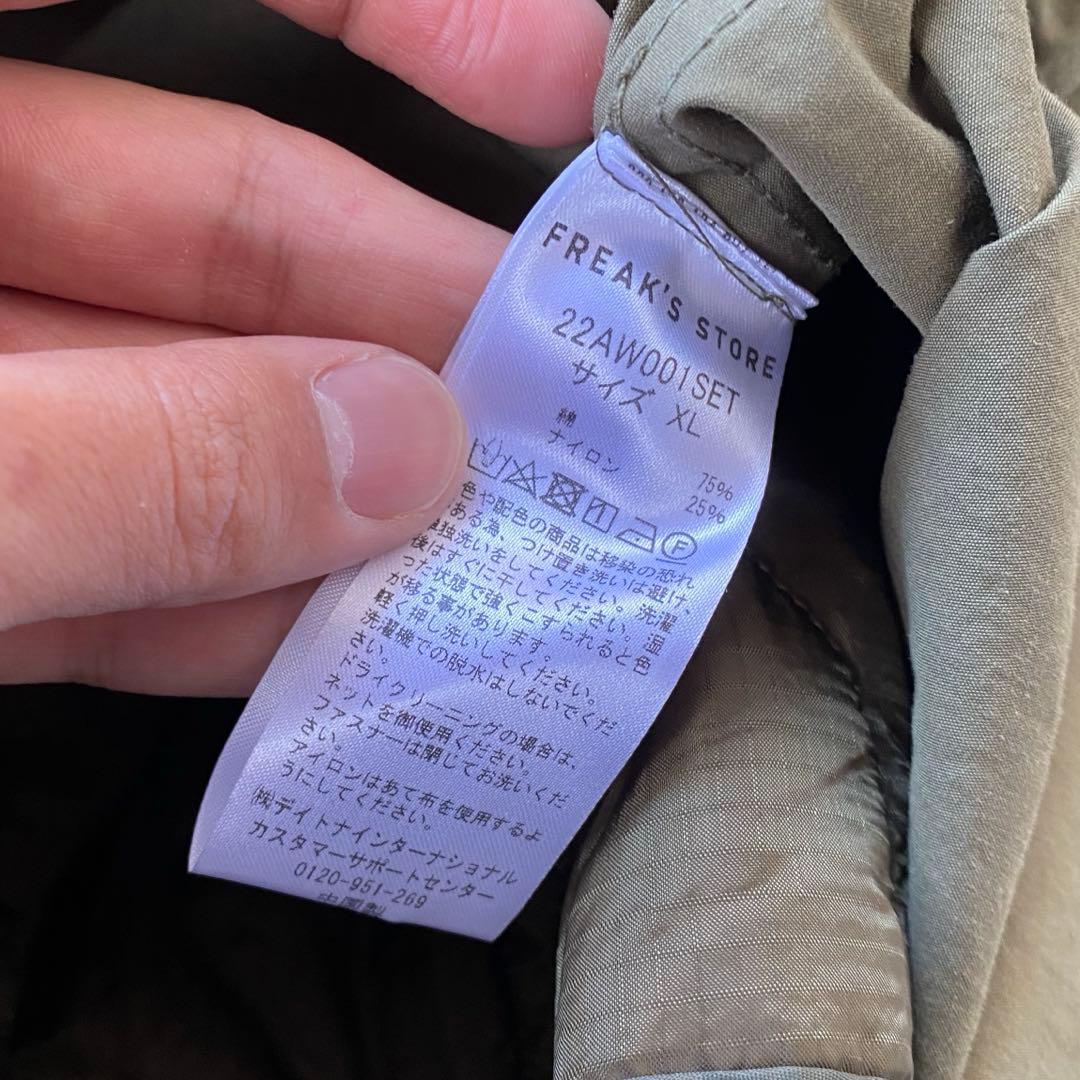 FREAK'S STORE
22AW001SET
サイズ XL
綿 75%
ナイロン 25%
F
色や配色の商品は移染の恐れ
ある為、つけ置き洗いは避け、
独洗いをしてください。洗濯
後はすぐに干してください。湿
った状態で強くこすられると色
が移る事があります。
軽く押し洗いしてください。
洗濯機での脱水はしないでくだ
さい。
ドライクリーニングの場合は、
ネットを御使用ください。
ファスナーは閉じてお洗いくだ
さい。
アイロンはあて布を使用するよ
うにしてください。
㈱デイトナインターナショナル
カスタマーサポートセンター
0120-951-269
中国製